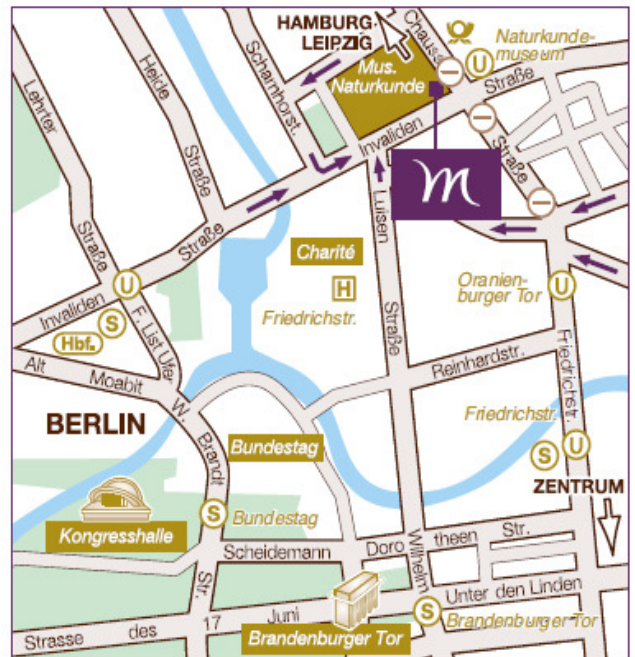 HAMBURG
LEIPZIG
Chauss
Naturkunde-
museum
U
Mus.
Naturkunde
Straße
Lehrter
Heide
Scharnhorst.
Invaliden
m
Straße
Luisen
Straße
Charité
H
Friedrichstr.
Straße
Straße
Oranien-
burger Tor
U
U
Invaliden
S
Hbf.
F. List Ufer
Straße
Friedrichstr.
Alt
Moabit
Reinhardstr.
W.
Brandt
BERLIN
Bundestag
Friedrichstr.
S
U
ZENTRUM
Kongresshalle
S
Bundestag
Scheidemann
Doro
theen
Str.
Wilhelm
Str.
Unter den Linden
Strasse
des
17
Juni
S
Brandenburger Tor
Brandenburger Tor